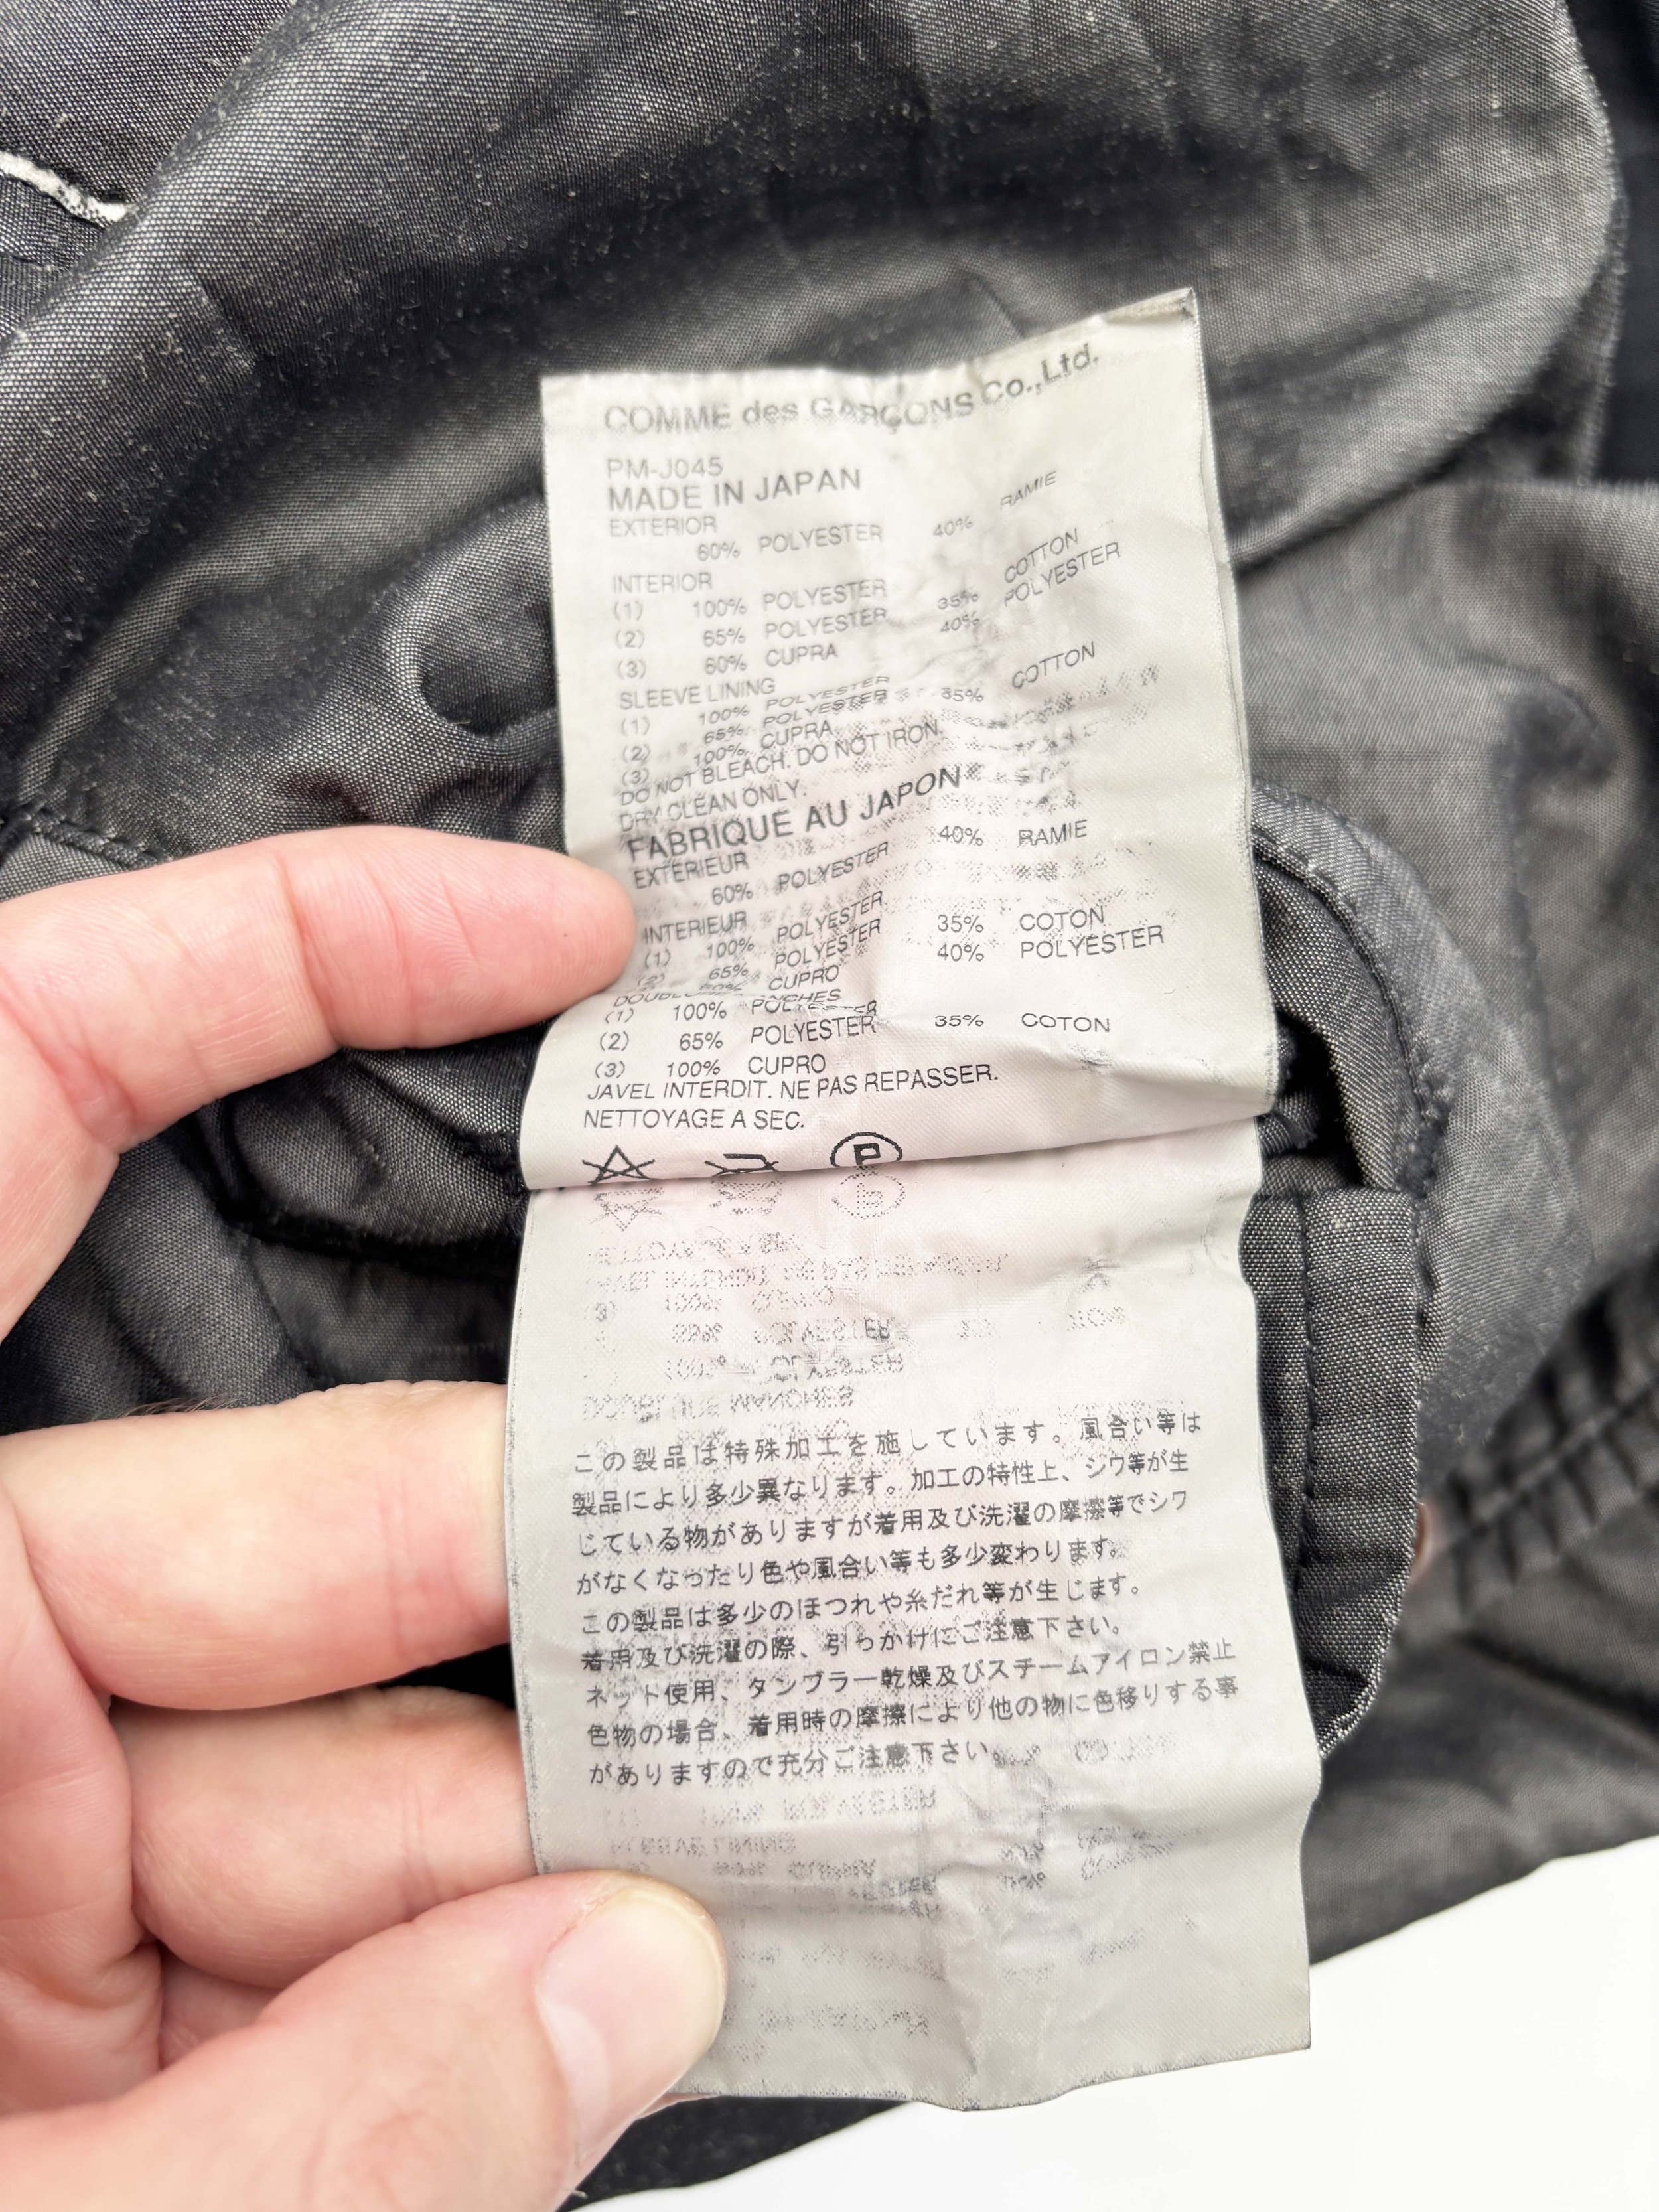 COMME des GARÇONS Co.,Ltd.
PM-J045
MADE IN JAPAN
EXTERIOR
60% POLYESTER 40% RAMIE
INTERIOR
(1) 100% POLYESTER
(2) 65% POLYESTER 35% COTTON
(3) 60% CUPRA 40% POLYESTER
SLEEVE LINING
(1) 100% POLYESTER
(2) 65% POLYESTER 35% COTTON
(3) 100% CUPRA
DO NOT BLEACH. DO NOT IRON.
DRY CLEAN ONLY.
FABRIQUE AU JAPON
EXTERIEUR
60% POLYESTER 40% RAMIE
INTERIEUR
(1) 100% POLYESTER
(2) 65% POLYESTER 35% COTON
60% CUPRO 40% POLYESTER
(1) 100% POLYESTER
(2) 65% POLYESTER 35% COTON
(3) 100% CUPRO
JAVEL INTERDIT. NE PAS REPASSER.
NETTOYAGE A SEC.
P
この製品は特殊加工を施しています。風合い等は
製品により多少異なります。加工の特性上、シワ等が生
じている物がありますが着用及び洗濯の摩擦等でシワ
がなくなったり色や風合い等も多少変わります。
この製品は多少のほつれや糸だれ等が生じます。
着用及び洗濯の際、引っかけにご注意下さい。
ネット使用、タンブラー乾燥及びスチームアイロン禁止
色物の場合、着用時の摩擦により他の物に色移りする事
がありますので充分ご注意下さい。